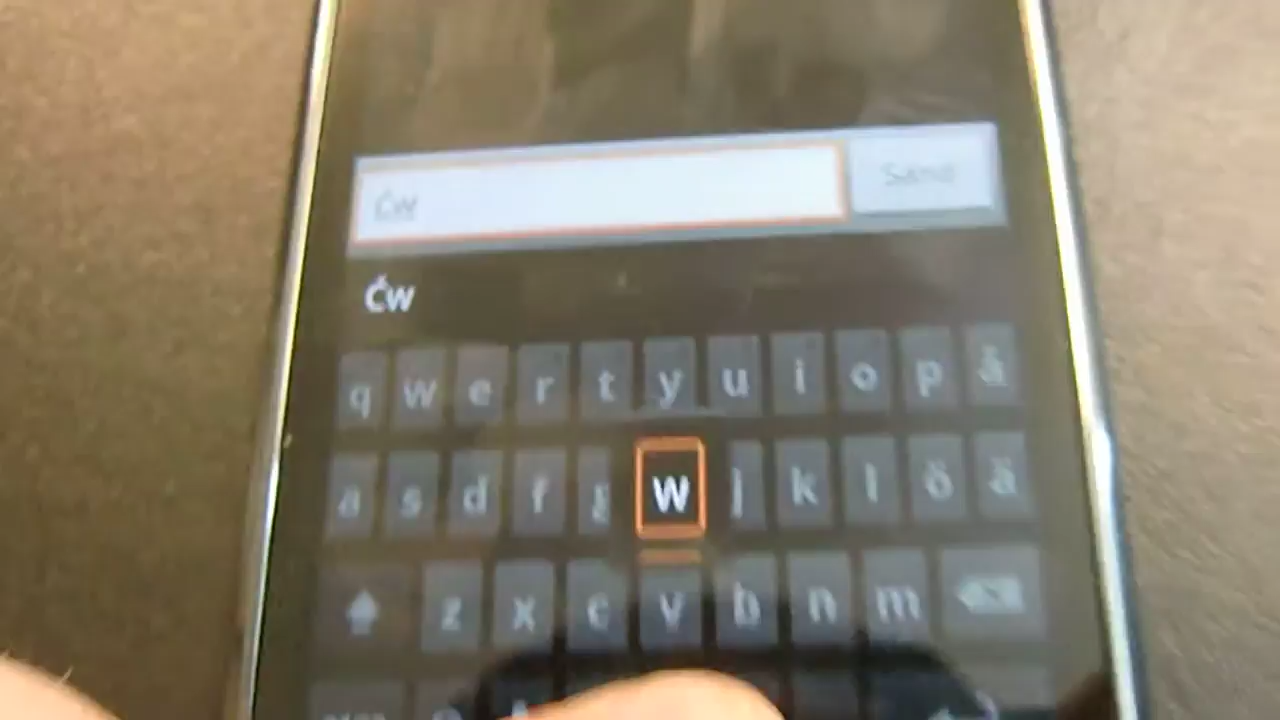 Ćw
Send
Ćw
q w e r t y u i o p å
a s d f g W j k l ö ä
z x c v b n m